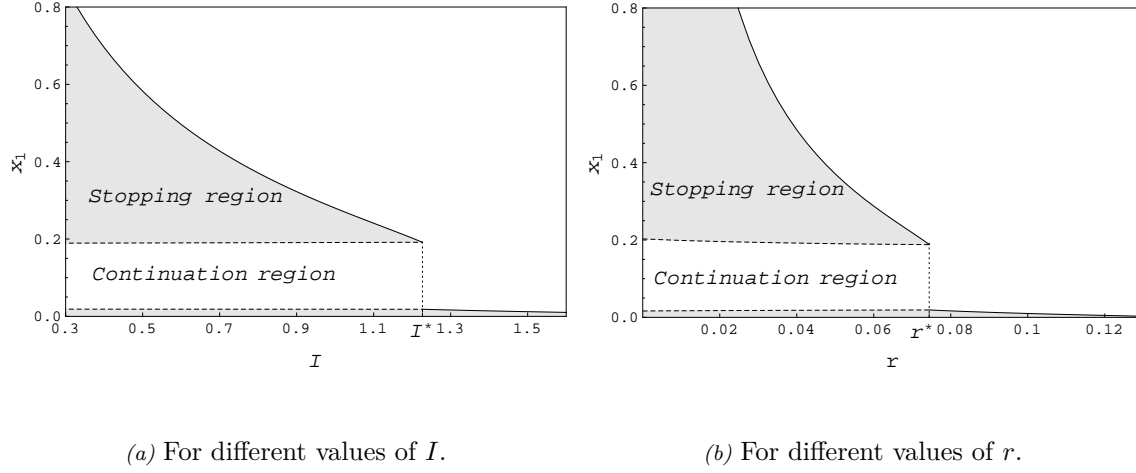 0.8
0.6
0.4
0.2
0.0
x1
Stopping region
Continuation region
0.3 0.5 0.7 0.9 1.1 I* 1.3 1.5
I
0.8
0.6
0.4
0.2
0.0
x1
Stopping region
Continuation region
0.02 0.04 0.06 r* 0.08 0.1 0.12
r
(a) For different values of I.
(b) For different values of r.